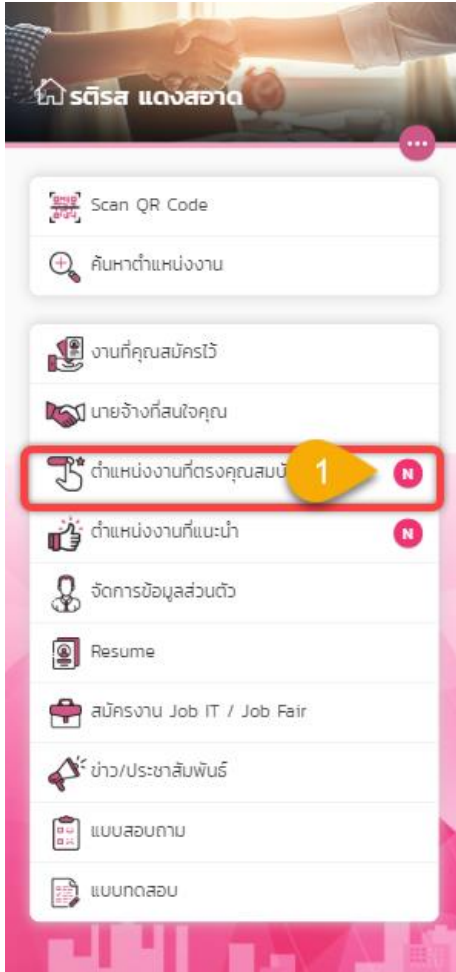 รติรส แดงสอาด
Scan QR Code
ค้นหาตำแหน่งงาน
งานที่คุณสมัครไว้
นายจ้างที่สนใจคุณ
ตำแหน่งงานที่ตรงคุณสมบั 1 N
ตำแหน่งงานที่แนะนำ N
จัดการข้อมูลส่วนตัว
Resume
สมัครงาน Job IT / Job Fair
ข่าว/ประชาสัมพันธ์
แบบสอบถาม
แบบทดสอบ